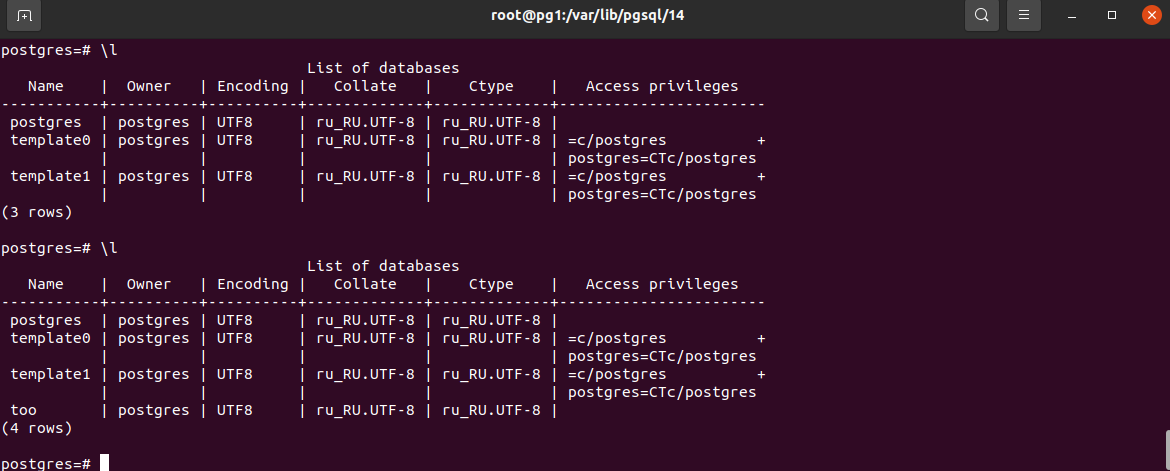 root@pg1:/var/lib/pgsql/14
postgres=# \l
                                  List of databases
   Name    |  Owner   | Encoding |   Collate   |    Ctype    |   Access privileges
-----------+----------+----------+-------------+-------------+-----------------------
 postgres  | postgres | UTF8     | ru_RU.UTF-8 | ru_RU.UTF-8 |
 template0 | postgres | UTF8     | ru_RU.UTF-8 | ru_RU.UTF-8 | =c/postgres          +
           |          |          |             |             | postgres=CTc/postgres
 template1 | postgres | UTF8     | ru_RU.UTF-8 | ru_RU.UTF-8 | =c/postgres          +
           |          |          |             |             | postgres=CTc/postgres
(3 rows)
postgres=# \l
                                  List of databases
   Name    |  Owner   | Encoding |   Collate   |    Ctype    |   Access privileges
-----------+----------+----------+-------------+-------------+-----------------------
 postgres  | postgres | UTF8     | ru_RU.UTF-8 | ru_RU.UTF-8 |
 template0 | postgres | UTF8     | ru_RU.UTF-8 | ru_RU.UTF-8 | =c/postgres          +
           |          |          |             |             | postgres=CTc/postgres
 template1 | postgres | UTF8     | ru_RU.UTF-8 | ru_RU.UTF-8 | =c/postgres          +
           |          |          |             |             | postgres=CTc/postgres
 too       | postgres | UTF8     | ru_RU.UTF-8 | ru_RU.UTF-8 |
(4 rows)
postgres=#